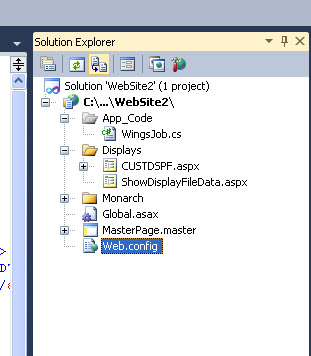 Solution Explorer
Solution 'WebSite2' (1 project)
C:\...\WebSite2\
App_Code
WingsJob.cs
Displays
CUSTDSPF.aspx
ShowDisplayFileData.aspx
Monarch
Global.asax
MasterPage.master
Web.config